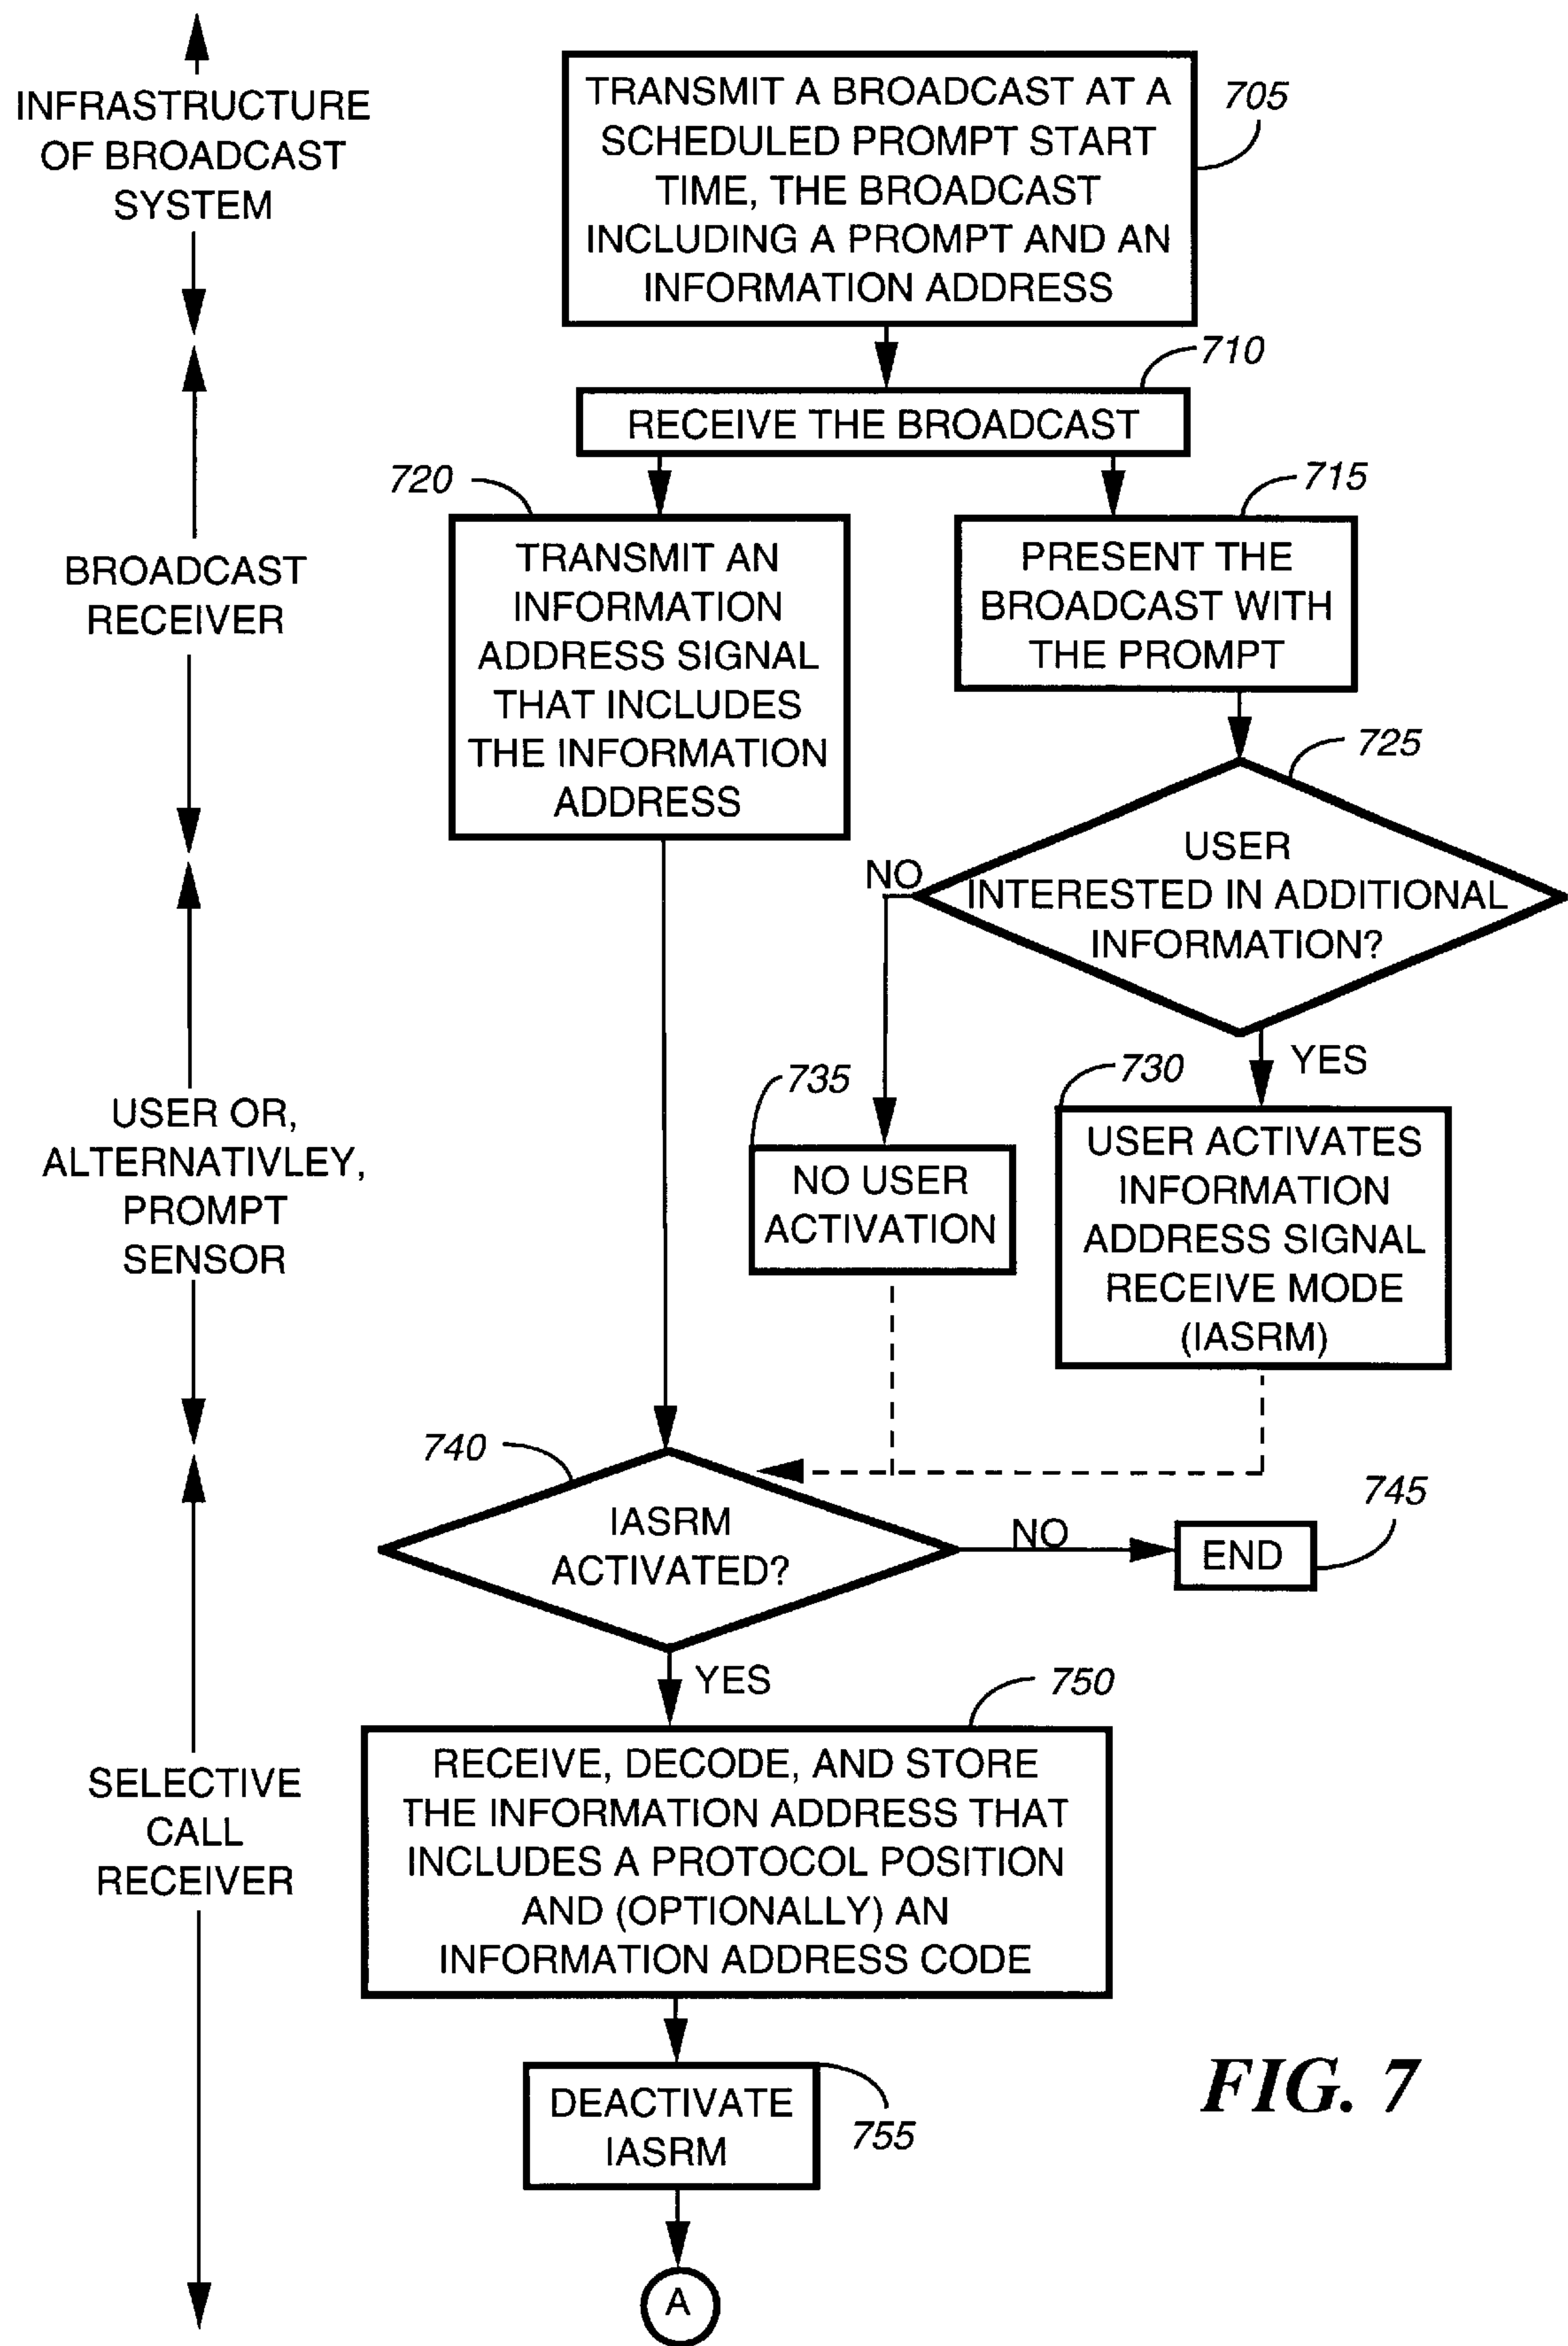 INFRASTRUCTURE
OF BROADCAST
SYSTEM
TRANSMIT A BROADCAST AT A
SCHEDULED PROMPT START
TIME, THE BROADCAST
INCLUDING A PROMPT AND AN
INFORMATION ADDRESS
705
710
RECEIVE THE BROADCAST
BROADCAST
RECEIVER
720
TRANSMIT AN
INFORMATION
ADDRESS SIGNAL
THAT INCLUDES
THE INFORMATION
ADDRESS
715
PRESENT THE
BROADCAST WITH
THE PROMPT
725
USER
INTERESTED IN ADDITIONAL
INFORMATION?
NO
YES
USER OR,
ALTERNATIVLEY,
PROMPT
SENSOR
735
NO USER
ACTIVATION
730
USER ACTIVATES
INFORMATION
ADDRESS SIGNAL
RECEIVE MODE
(IASRM)
740
IASRM
ACTIVATED?
NO
745
END
YES
SELECTIVE
CALL
RECEIVER
750
RECEIVE, DECODE, AND STORE
THE INFORMATION ADDRESS THAT
INCLUDES A PROTOCOL POSITION
AND (OPTIONALLY) AN
INFORMATION ADDRESS CODE
DEACTIVATE
IASRM
755
A
FIG. 7